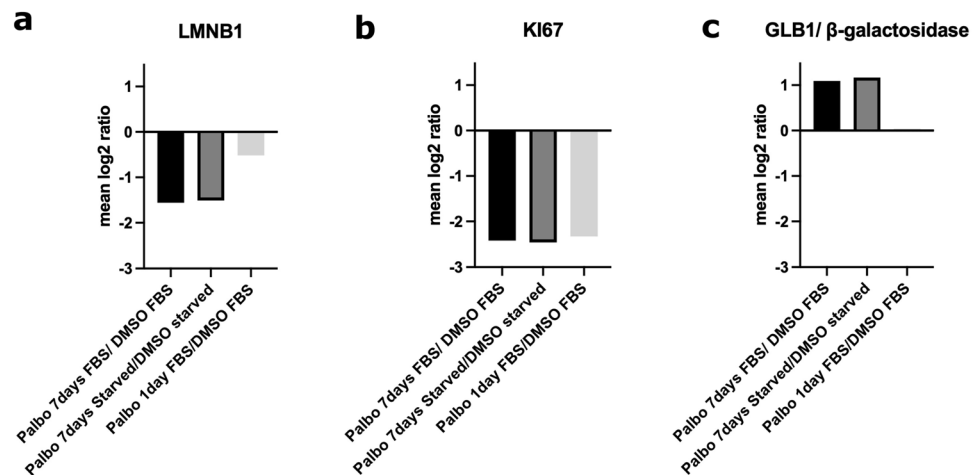 a
LMNB1
mean log2 ratio
1
0
-1
-2
-3
Palbo 7days FBS/ DMSO FBS
Palbo 7days Starved/DMSO starved
Palbo 1day FBS/DMSO FBS
b
KI67
mean log2 ratio
1
0
-1
-2
-3
Palbo 7days FBS/ DMSO FBS
Palbo 7days Starved/DMSO starved
Palbo 1day FBS/DMSO FBS
c
GLB1/ β-galactosidase
mean log2 ratio
1
0
-1
-2
-3
Palbo 7days FBS/ DMSO FBS
Palbo 7days Starved/DMSO starved
Palbo 1day FBS/DMSO FBS